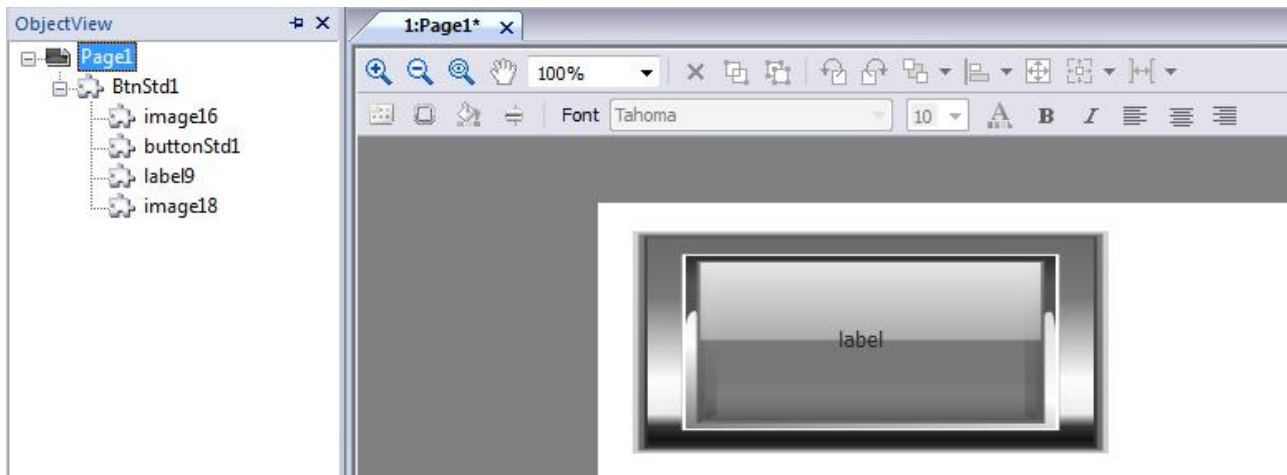 ObjectView
Page1
BtnStd1
image16
buttonStd1
label9
image18
1:Page1*
100%
Font Tahoma 10 A B I
label